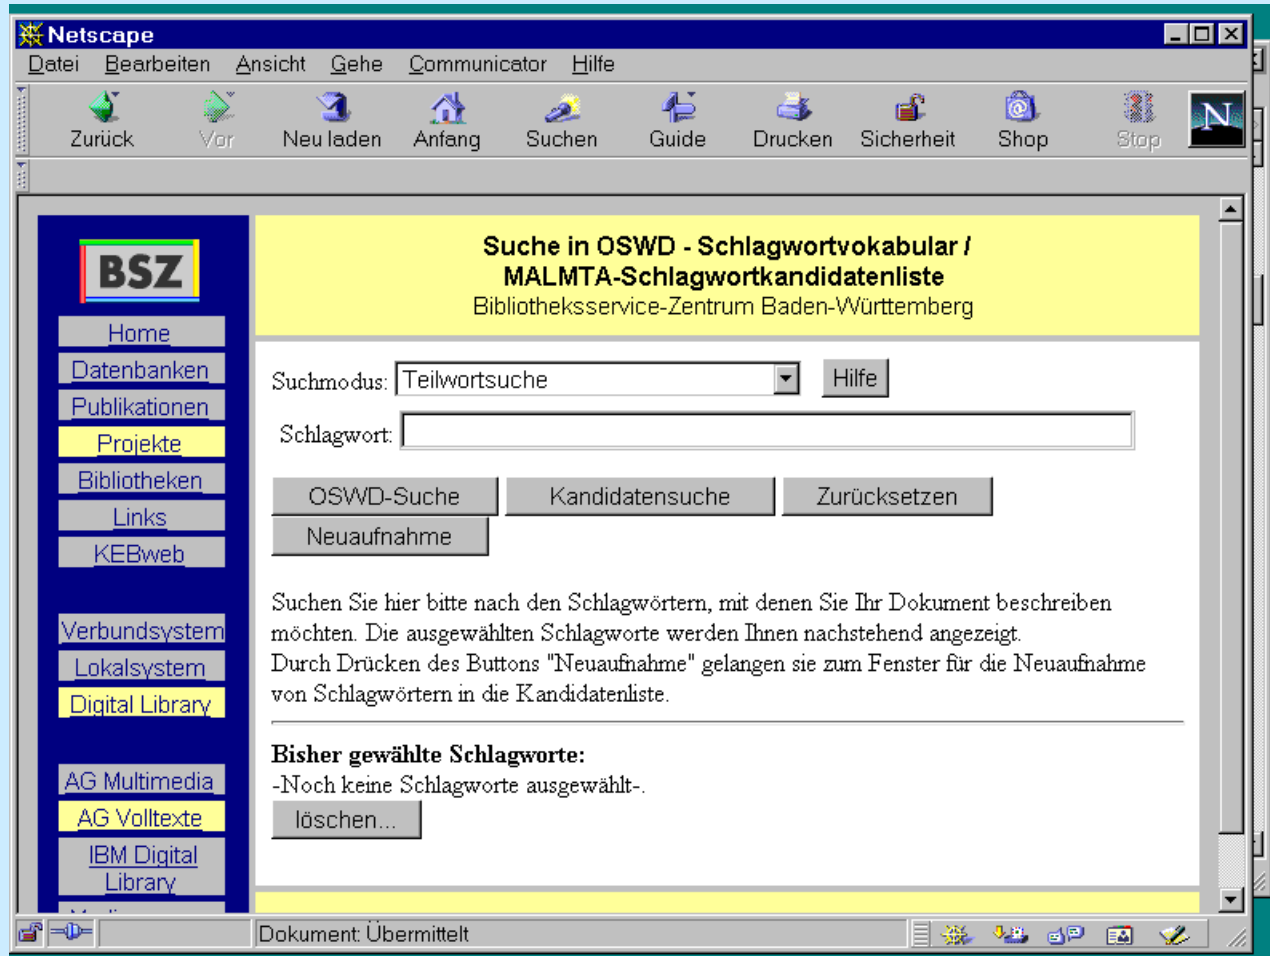 Netscape
Datei Bearbeiten Ansicht Gehe Communicator Hilfe
Zurück Vor Neu laden Anfang Suchen Guide Drucken Sicherheit Shop Stop
N
BSZ
Home
Datenbanken
Publikationen
Projekte
Bibliotheken
Links
KEBweb
Verbundsystem
Lokalsystem
Digital Library
AG Multimedia
AG Volltexte
IBM Digital
Library
Suche in OSWD - Schlagwortvokabular /
MALMTA-Schlagwortkandidatenliste
Bibliotheksservice-Zentrum Baden-Württemberg
Suchmodus: Teilwortsuche Hilfe
Schlagwort:
OSWD-Suche Kandidatensuche Zurücksetzen
Neuaufnahme
Suchen Sie hier bitte nach den Schlagwörtern, mit denen Sie Ihr Dokument beschreiben
möchten. Die ausgewählten Schlagworte werden Ihnen nachstehend angezeigt.
Durch Drücken des Buttons "Neuaufnahme" gelangen sie zum Fenster für die Neuaufnahme
von Schlagwörtern in die Kandidatenliste.
Bisher gewählte Schlagworte:
-Noch keine Schlagworte ausgewählt-.
löschen...
Dokument: Übermittelt